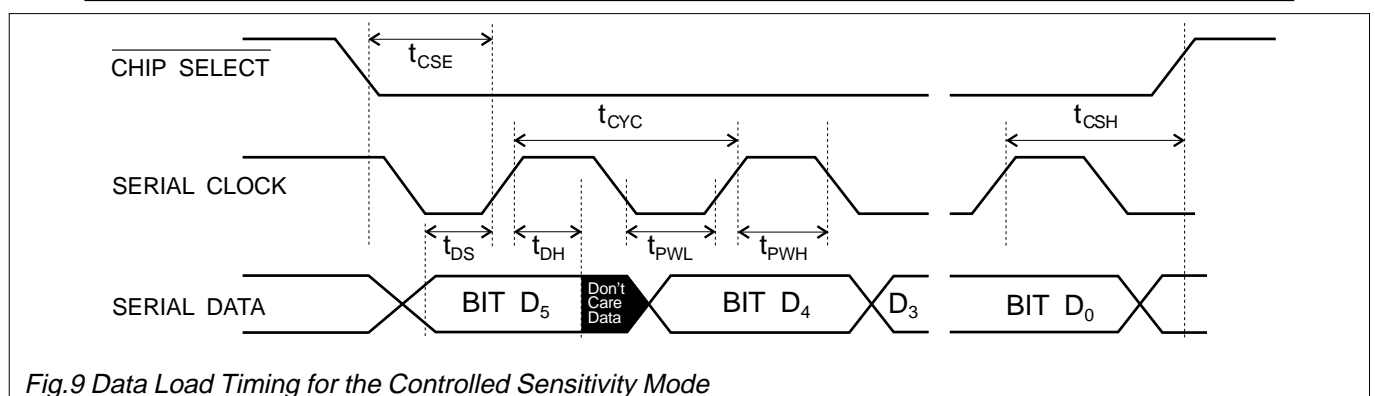 CHIP SELECT
t_CSE
t_CYC
t_CSH
SERIAL CLOCK
t_DS
t_DH
t_PWL
t_PWH
SERIAL DATA
BIT D_5
Don't
Care
Data
BIT D_4
D_3
BIT D_0
Fig.9 Data Load Timing for the Controlled Sensitivity Mode